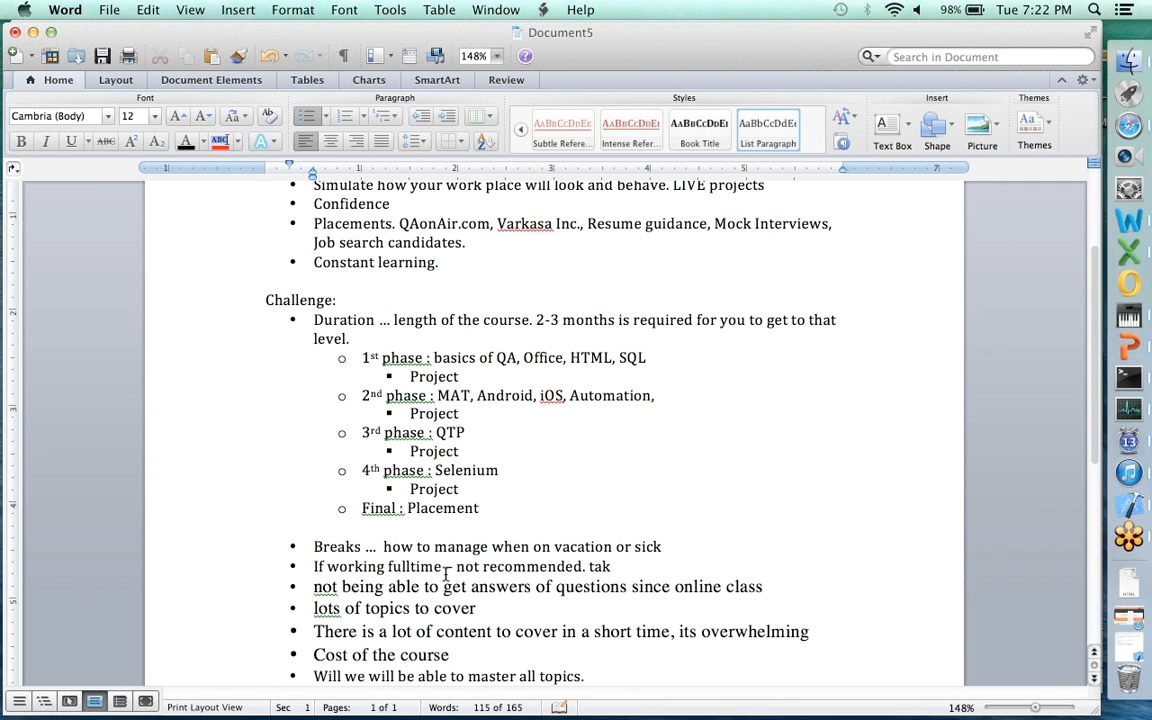 Word File Edit View Insert Format Font Tools Table Window Help 98% Tue 7:22 PM
Document5
148% Search in Document
Home Layout Document Elements Tables Charts SmartArt Review
Font Paragraph Styles Insert Themes
Cambria (Body) 12
AaBbCcDdEe AaBbCcDdEe AaBbCcDdEe AaBbCcDdEe
B I U ABC A² A₂ A ABC A
Subtle Refere... Intense Refer... Book Title List Paragraph Text Box Shape Picture Themes
• Simulate how your work place will look and behave. LIVE projects
• Confidence
• Placements. QAonAir.com, Varkasa Inc., Resume guidance, Mock Interviews,
Job search candidates.
• Constant learning.
Challenge:
• Duration ... length of the course. 2-3 months is required for you to get to that
level.
o 1st phase : basics of QA, Office, HTML, SQL
▪ Project
o 2nd phase : MAT, Android, iOS, Automation,
▪ Project
o 3rd phase : QTP
▪ Project
o 4th phase : Selenium
▪ Project
o Final : Placement
• Breaks ... how to manage when on vacation or sick
• If working fulltime – not recommended. tak
• not being able to get answers of questions since online class
• lots of topics to cover
• There is a lot of content to cover in a short time, its overwhelming
• Cost of the course
• Will we will be able to master all topics.
Print Layout View Sec 1 Pages: 1 of 1 Words: 115 of 165 148%